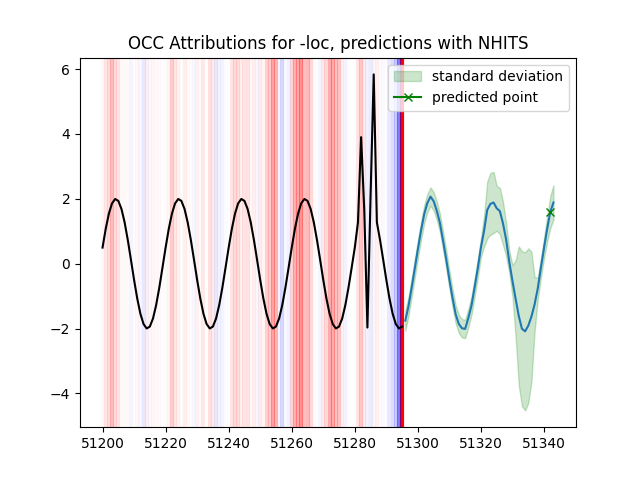 OCC Attributions for -loc, predictions with NHITS
standard deviation
predicted point
6
4
2
0
−2
−4
51200 51220 51240 51260 51280 51300 51320 51340